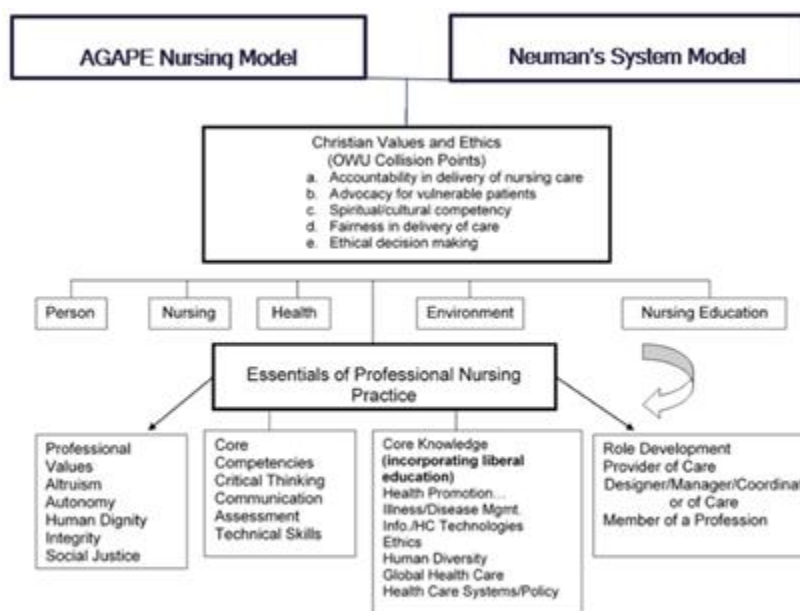 AGAPE Nursing Model
Neuman's System Model
Christian Values and Ethics
(OWU Collision Points)
a. Accountability in delivery of nursing care
b. Advocacy for vulnerable patients
c. Spiritual/cultural competency
d. Fairness in delivery of care
e. Ethical decision making
Person
Nursing
Health
Environment
Nursing Education
Essentials of Professional Nursing
Practice
Professional
Values
Altruism
Autonomy
Human Dignity
Integrity
Social Justice
Core
Competencies
Critical Thinking
Communication
Assessment
Technical Skills
Core Knowledge
(incorporating liberal
education)
Health Promotion...
Illness/Disease Mgmt.
Info./HC Technologies
Ethics
Human Diversity
Global Health Care
Health Care Systems/Policy
Role Development
Provider of Care
Designer/Manager/Coordinat
or of Care
Member of a Profession